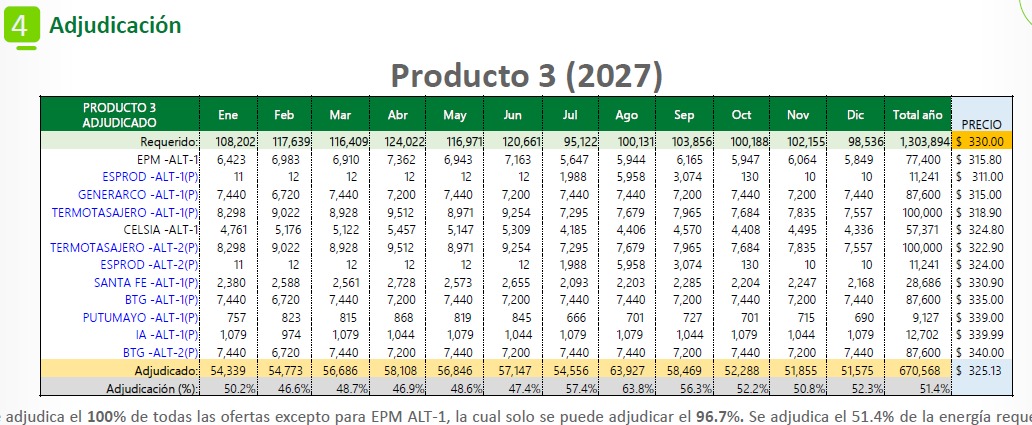 4 Adjudicación
Producto 3 (2027)
PRODUCTO 3 ADJUDICADO Ene Feb Mar Abr May Jun Jul Ago Sep Oct Nov Dic Total año PRECIO
Requerido: 108,202 117,639 116,409 124,022 116,971 120,661 95,122 100,131 103,856 100,188 102,155 98,536 1,303,894 $ 330.00
EPM -ALT-1 6,423 6,983 6,910 7,362 6,943 7,163 5,647 5,944 6,165 5,947 6,064 5,849 77,400 $ 315.80
ESPROD -ALT-1(P) 11 12 12 12 12 12 1,988 5,958 3,074 130 10 10 11,241 $ 311.00
GENERARCO -ALT-1(P) 7,440 6,720 7,440 7,200 7,440 7,200 7,440 7,440 7,200 7,440 7,200 7,440 87,600 $ 315.00
TERMOTASAJERO -ALT-1(P) 8,298 9,022 8,928 9,512 8,971 9,254 7,295 7,679 7,965 7,684 7,835 7,557 100,000 $ 318.90
CELSIA -ALT-1 4,761 5,176 5,122 5,457 5,147 5,309 4,185 4,406 4,570 4,408 4,495 4,336 57,371 $ 324.80
TERMOTASAJERO -ALT-2(P) 8,298 9,022 8,928 9,512 8,971 9,254 7,295 7,679 7,965 7,684 7,835 7,557 100,000 $ 322.90
ESPROD -ALT-2(P) 11 12 12 12 12 12 1,988 5,958 3,074 130 10 10 11,241 $ 324.00
SANTA FE -ALT-1(P) 2,380 2,588 2,561 2,728 2,573 2,655 2,093 2,203 2,285 2,204 2,247 2,168 28,686 $ 330.90
BTG -ALT-1(P) 7,440 6,720 7,440 7,200 7,440 7,200 7,440 7,440 7,200 7,440 7,200 7,440 87,600 $ 335.00
PUTUMAYO -ALT-1(P) 757 823 815 868 819 845 666 701 727 701 715 690 9,127 $ 339.00
IA -ALT-1(P) 1,079 974 1,079 1,044 1,079 1,044 1,079 1,079 1,044 1,079 1,044 1,079 12,702 $ 339.99
BTG -ALT-2(P) 7,440 6,720 7,440 7,200 7,440 7,200 7,440 7,440 7,200 7,440 7,200 7,440 87,600 $ 340.00
Adjudicado: 54,339 54,773 56,686 58,108 56,846 57,147 54,556 63,927 58,469 52,288 51,855 51,575 670,568 $ 325.13
Adjudicación (%): 50.2% 46.6% 48.7% 46.9% 48.6% 47.4% 57.4% 63.8% 56.3% 52.2% 50.8% 52.3% 51.4%
e adjudica el 100% de todas las ofertas excepto para EPM ALT-1, la cual solo se puede adjudicar el 96.7%. Se adjudica el 51.4% de la energía reque